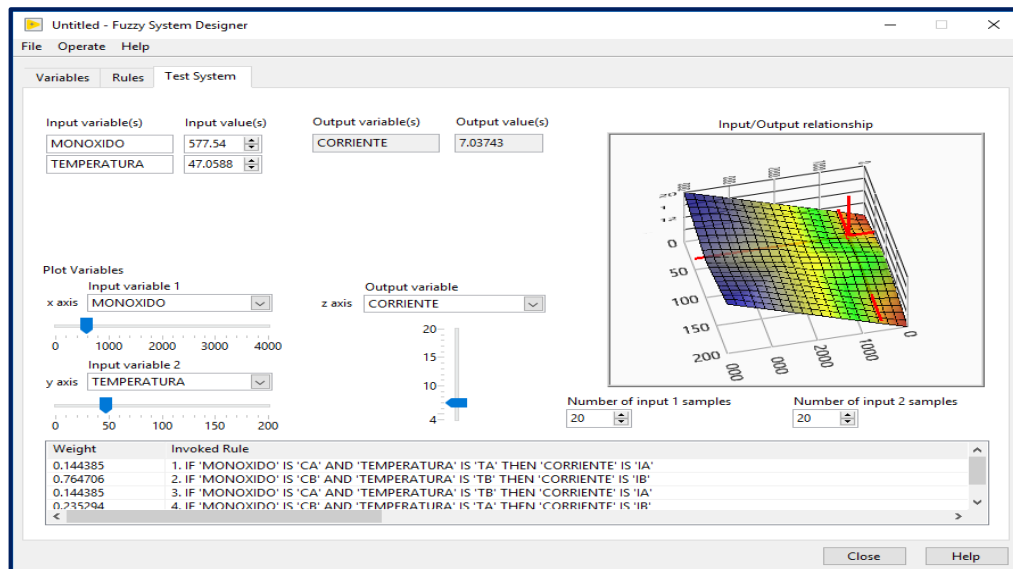 Untitled - Fuzzy System Designer
File Operate Help
Variables Rules Test System
Input variable(s) Input value(s) Output variable(s) Output value(s) Input/Output relationship
MONOXIDO 577.54 CORRIENTE 7.03743
TEMPERATURA 47.0588
20
1
12
0
50
100
150
200
000 000 2000 1000 0
Plot Variables
Input variable 1 Output variable
x axis MONOXIDO z axis CORRIENTE
0 1000 2000 3000 4000
20
15
10
4
Input variable 2
y axis TEMPERATURA
0 50 100 150 200
Number of input 1 samples Number of input 2 samples
20 20
Weight Invoked Rule
0.144385 1. IF 'MONOXIDO' IS 'CA' AND 'TEMPERATURA' IS 'TA' THEN 'CORRIENTE' IS 'IA'
0.764706 2. IF 'MONOXIDO' IS 'CB' AND 'TEMPERATURA' IS 'TB' THEN 'CORRIENTE' IS 'IB'
0.144385 3. IF 'MONOXIDO' IS 'CA' AND 'TEMPERATURA' IS 'TB' THEN 'CORRIENTE' IS 'IA'
0.235294 4. IF 'MONOXIDO' IS 'CB' AND 'TEMPERATURA' IS 'TA' THEN 'CORRIENTE' IS 'IB'
Close Help